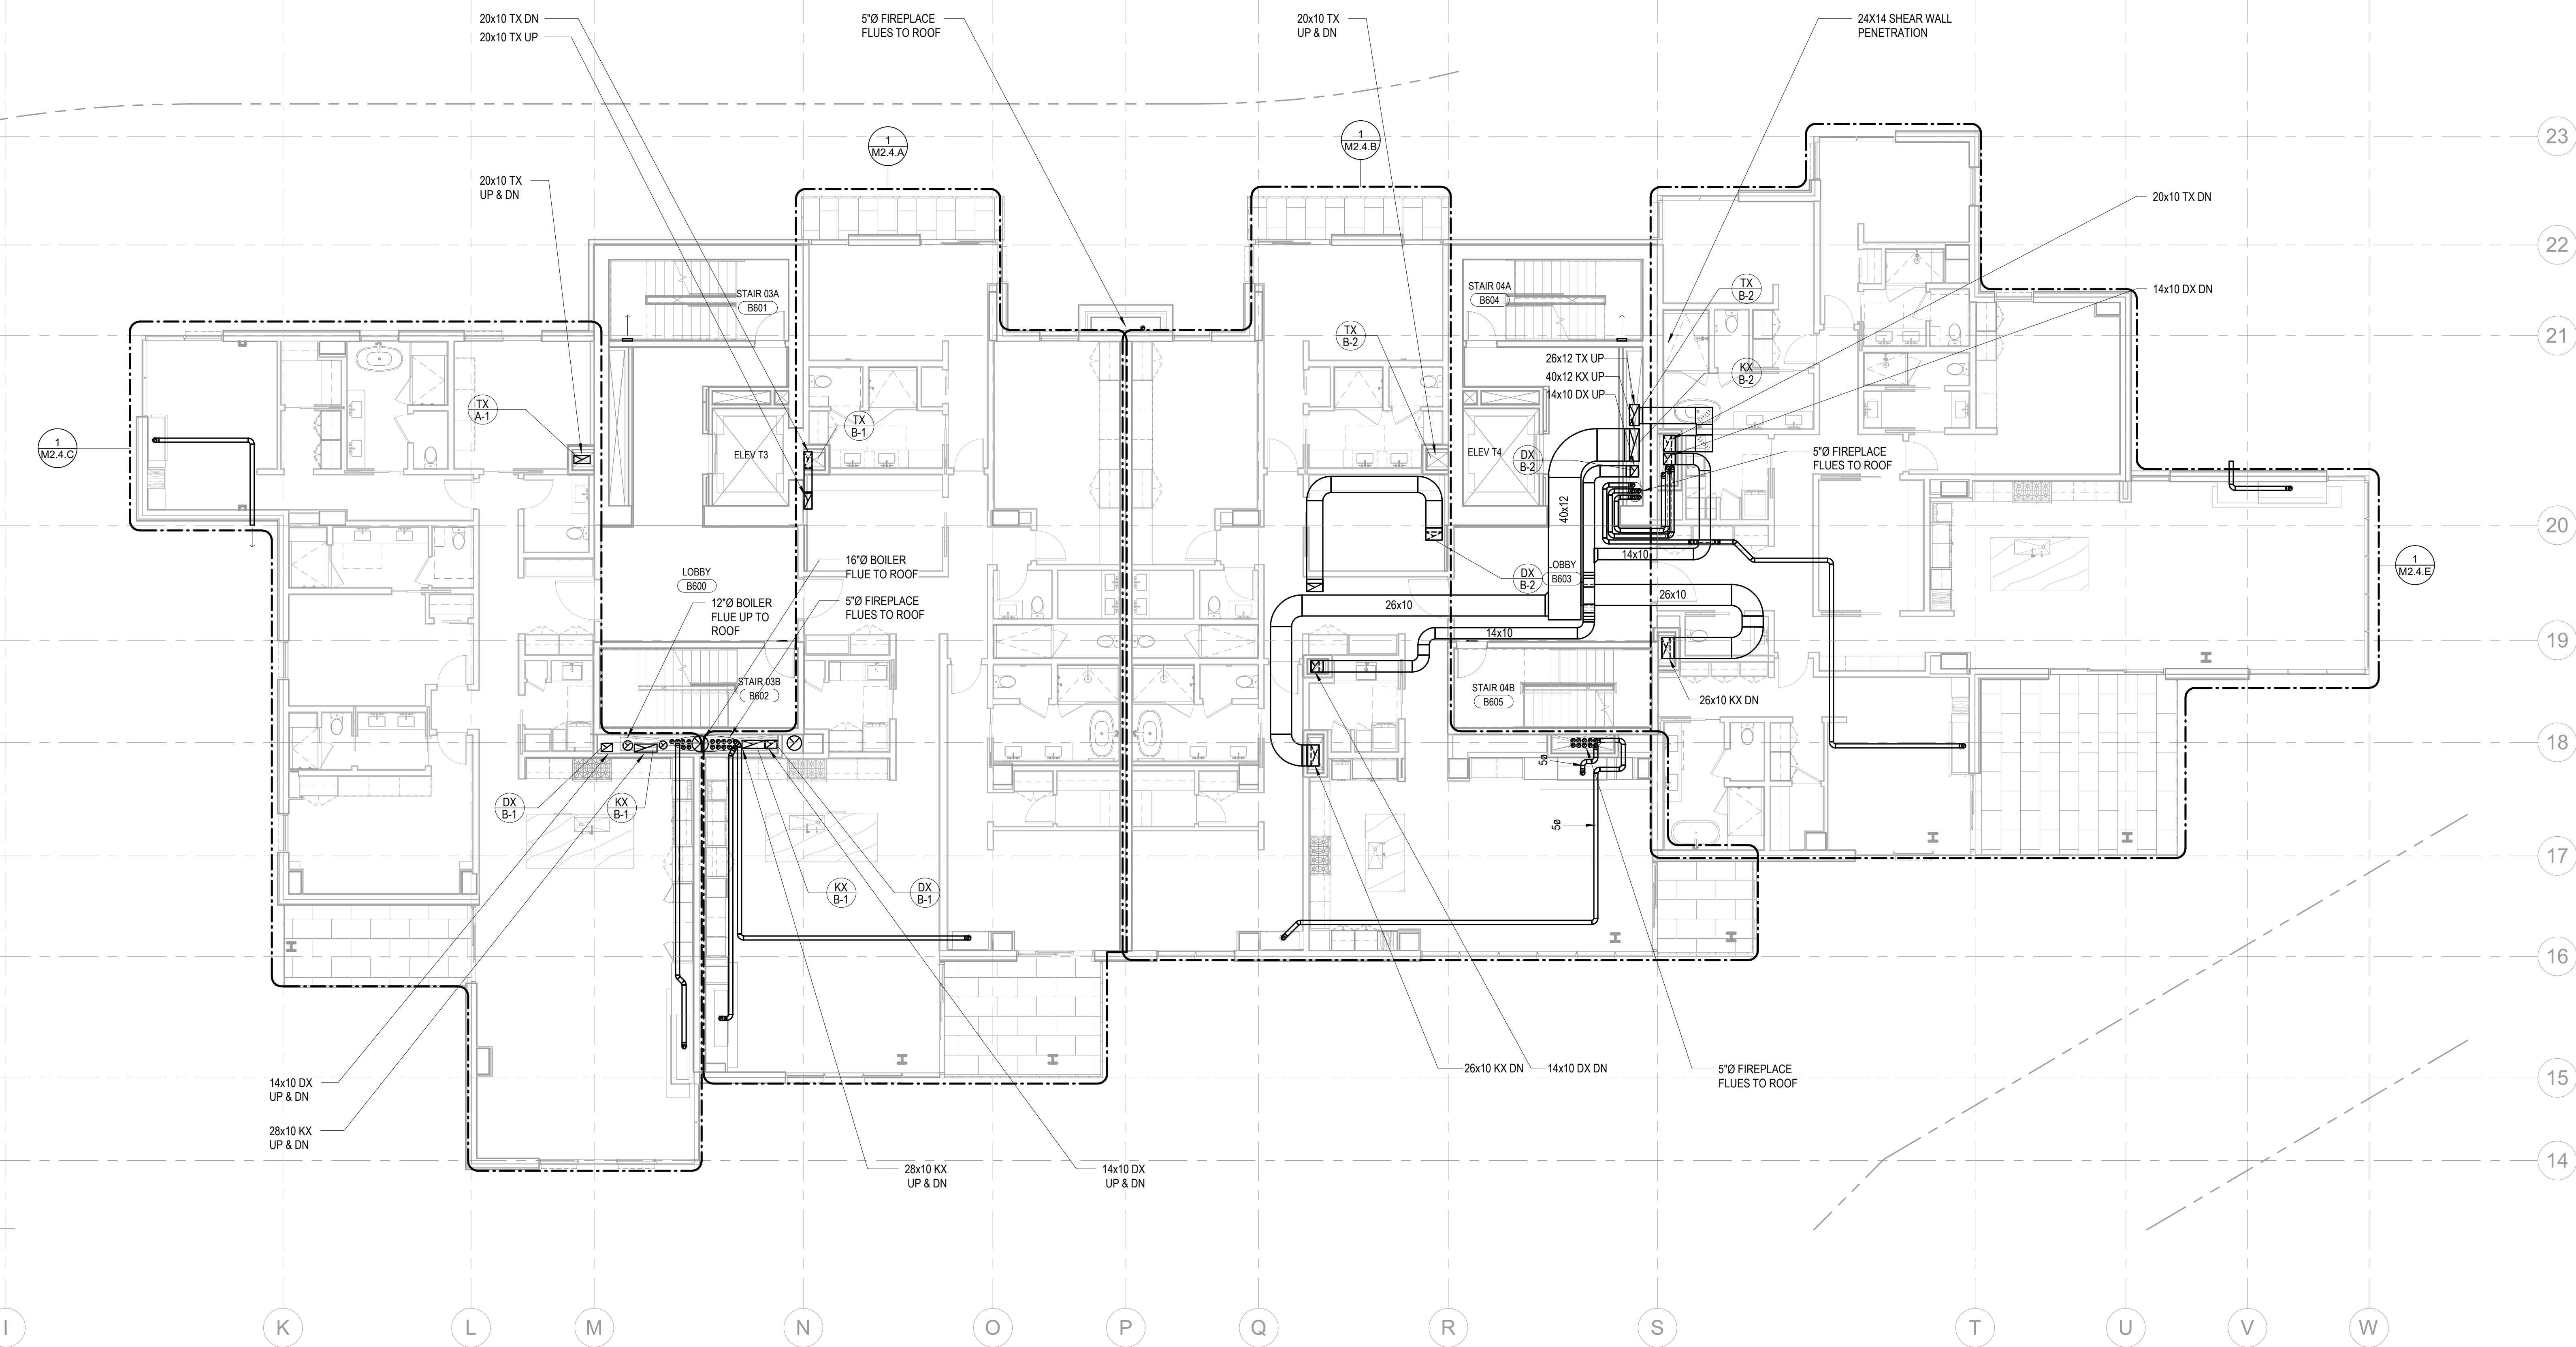 20x10 TX DN
20x10 TX UP
5"Ø FIREPLACE
FLUES TO ROOF
20x10 TX
UP & DN
24X14 SHEAR WALL
PENETRATION
23
1
M2.4.A
1
M2.4.B
20x10 TX
UP & DN
20x10 TX DN
22
STAIR 03A
B601
STAIR 04A
B604
TX
B-2
14x10 DX DN
21
TX
B-2
26x12 TX UP
40x12 KX UP
14x10 DX UP
KX
B-2
TX
A-1
TX
B-1
1
M2.4.C
ELEV T3
ELEV T4
DX
B-2
5"Ø FIREPLACE
FLUES TO ROOF
40x12
20
14x10
16"Ø BOILER
FLUE TO ROOF
LOBBY
B600
DX
B-2
LOBBY
B603
1
M2.4.E
12"Ø BOILER
FLUE UP TO
ROOF
5"Ø FIREPLACE
FLUES TO ROOF
26x10
26x10
14x10
19
STAIR 03B
B602
STAIR 04B
B605
26x10 KX DN
18
5ø
DX
B-1
KX
B-1
5ø
17
KX
B-1
DX
B-1
16
14x10 DX
UP & DN
26x10 KX DN
14x10 DX DN
5"Ø FIREPLACE
FLUES TO ROOF
15
28x10 KX
UP & DN
28x10 KX
UP & DN
14x10 DX
UP & DN
14
I
K
L
M
N
O
P
Q
R
S
T
U
V
W